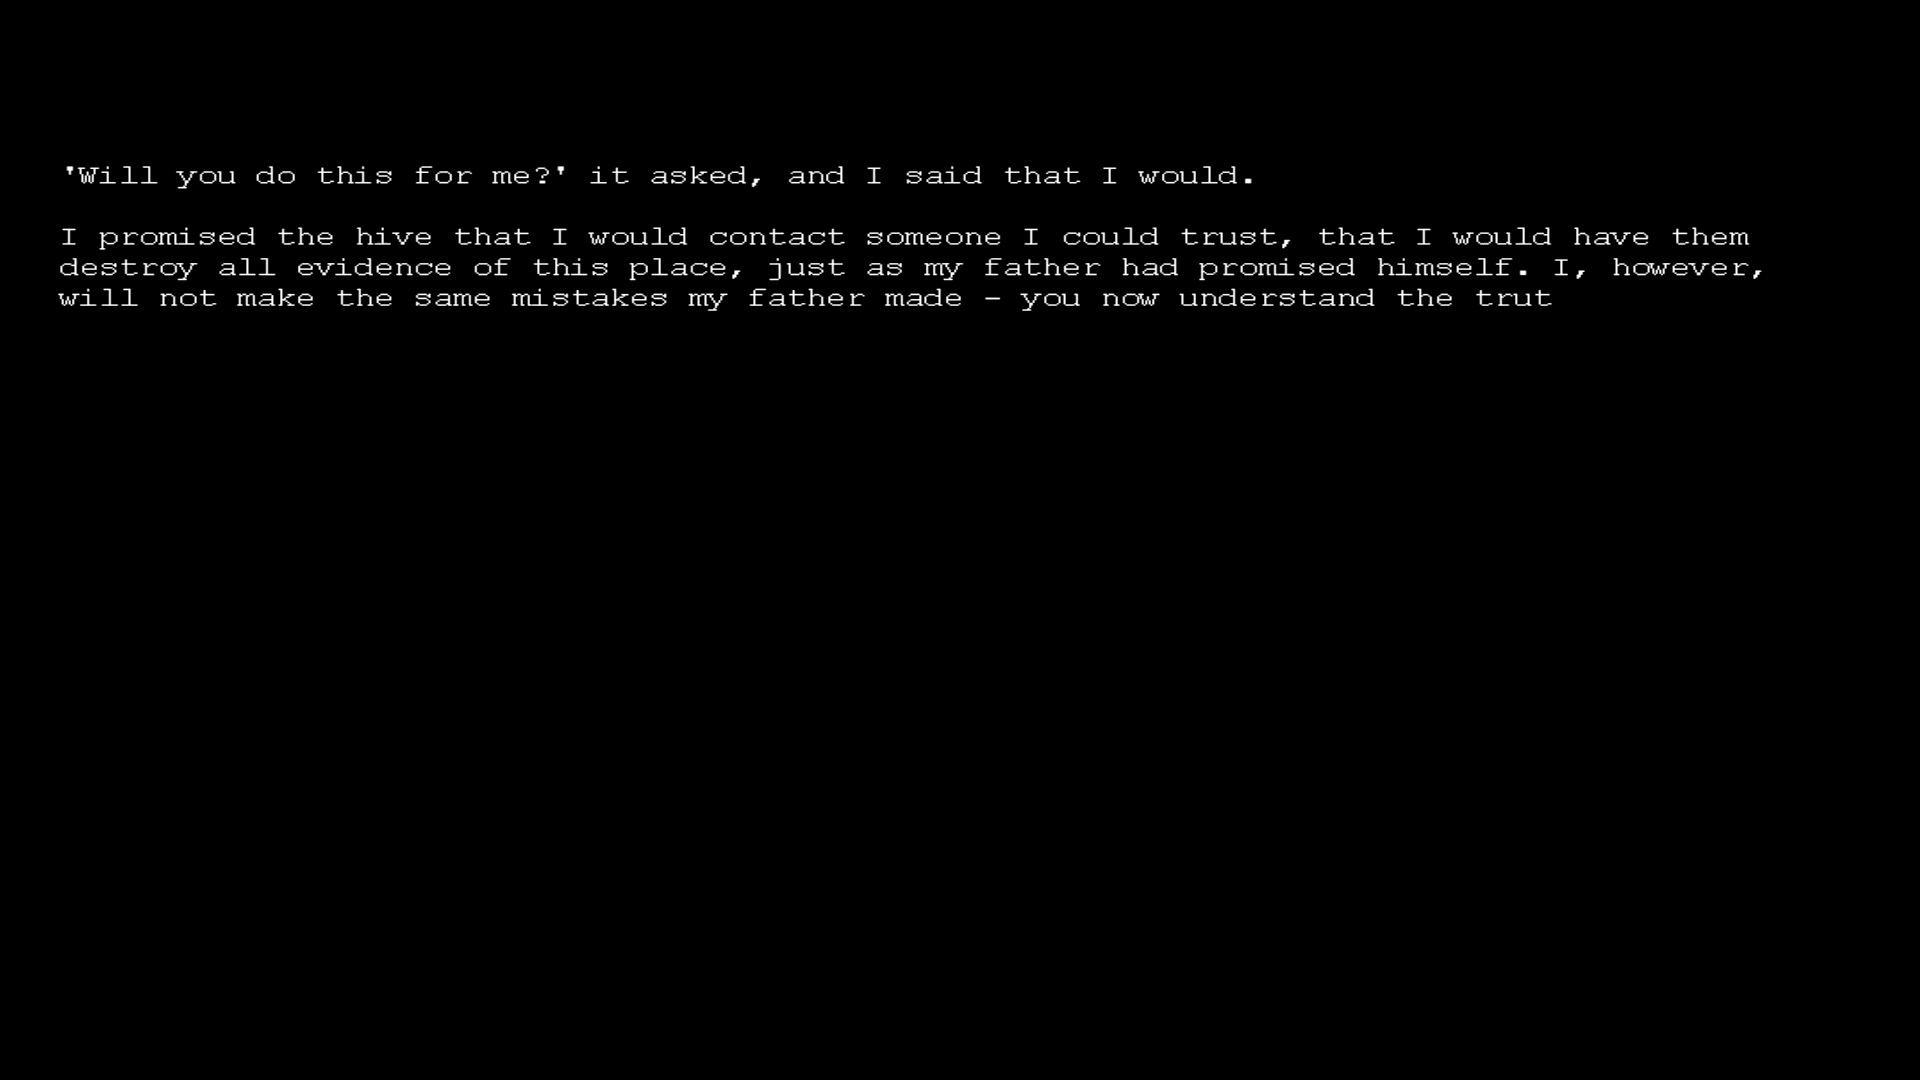 'Will you do this for me?' it asked, and I said that I would.
I promised the hive that I would contact someone I could trust, that I would have them
destroy all evidence of this place, just as my father had promised himself. I, however,
will not make the same mistakes my father made - you now understand the trut